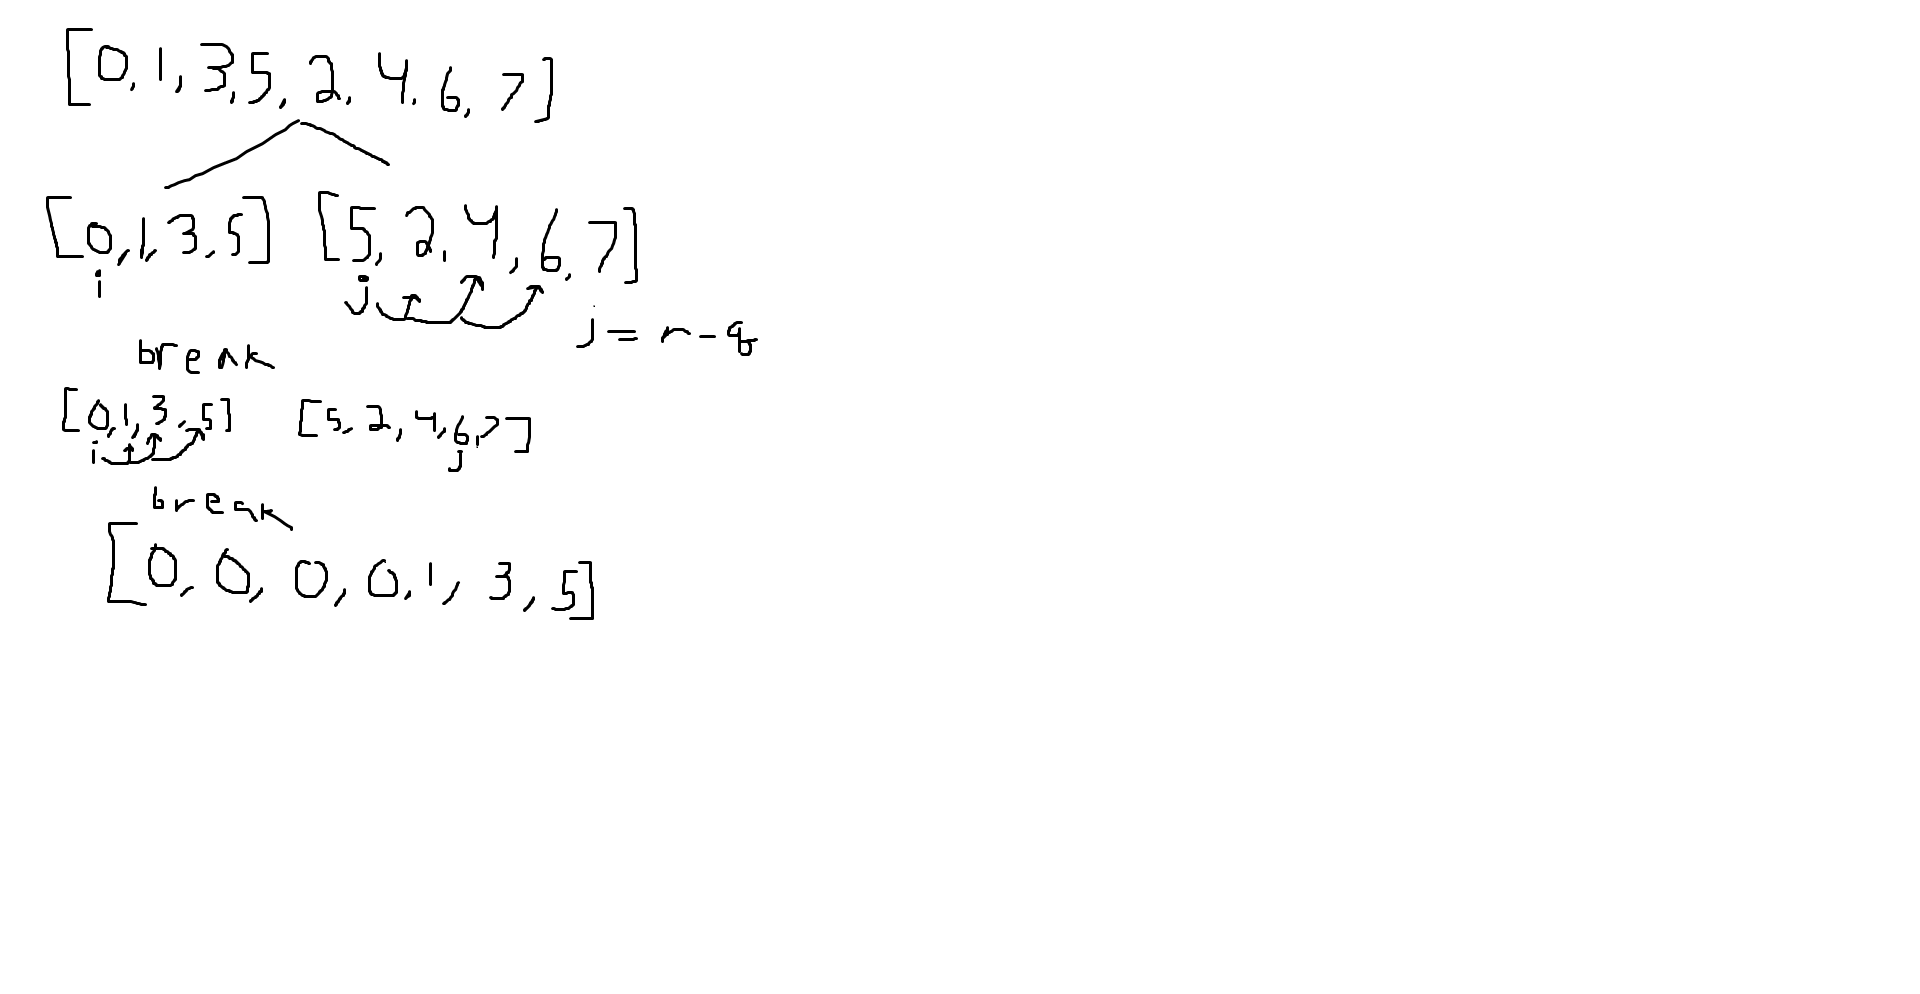 [0, 1, 3, 5, 2, 4, 6, 7]
[0, 1, 3, 5] [5, 2, 4, 6, 7]
i j
j = r - q
break
[0, 1, 3, 5] [5, 2, 4, 6, 7]
i j
break
[0, 0, 0, 0, 1, 3, 5]